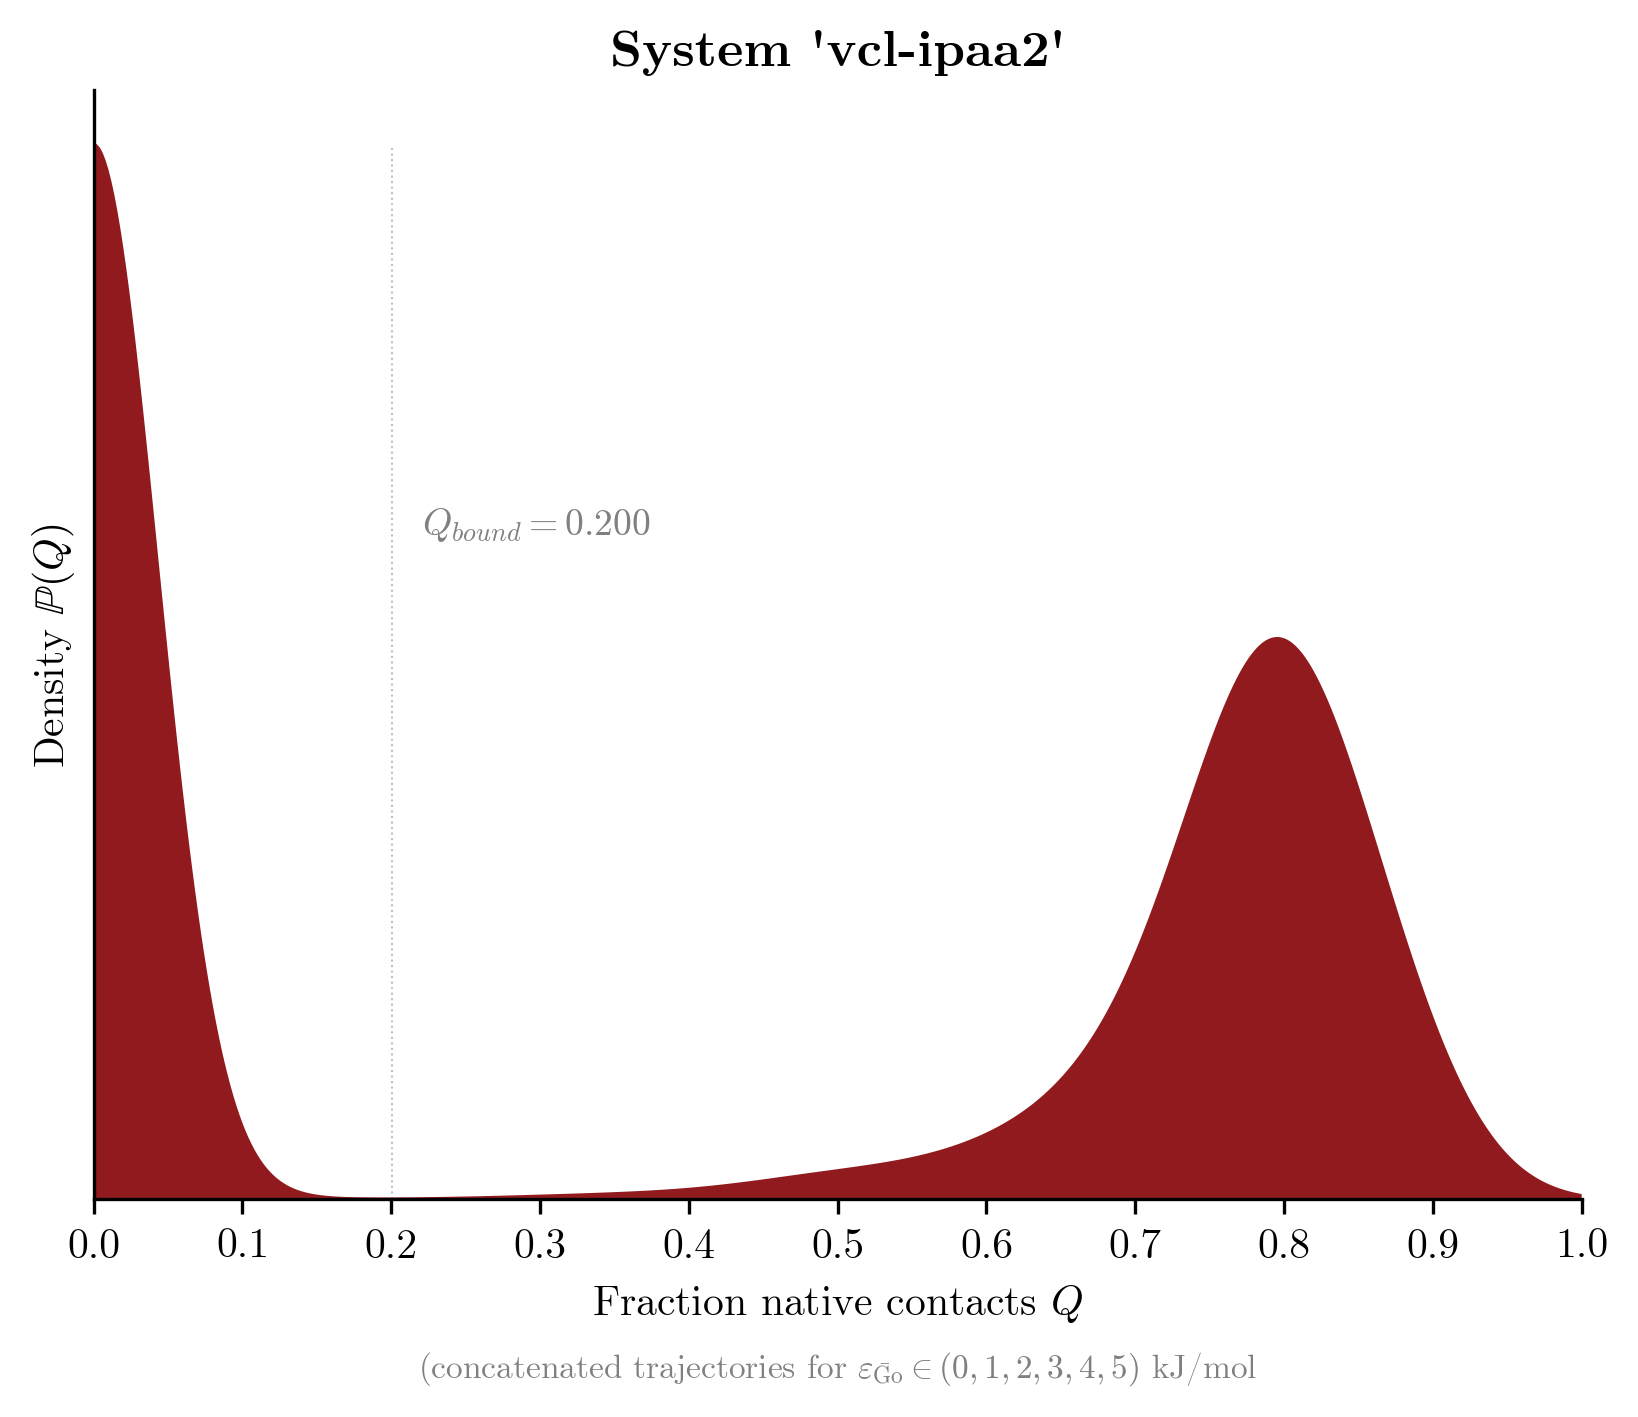 System 'vcl-ipaa2'
Density ℙ(Q)
Q_bound = 0.200
0.0 0.1 0.2 0.3 0.4 0.5 0.6 0.7 0.8 0.9 1.0
Fraction native contacts Q
(concatenated trajectories for ε_Ḡo ∈ (0, 1, 2, 3, 4, 5) kJ/mol